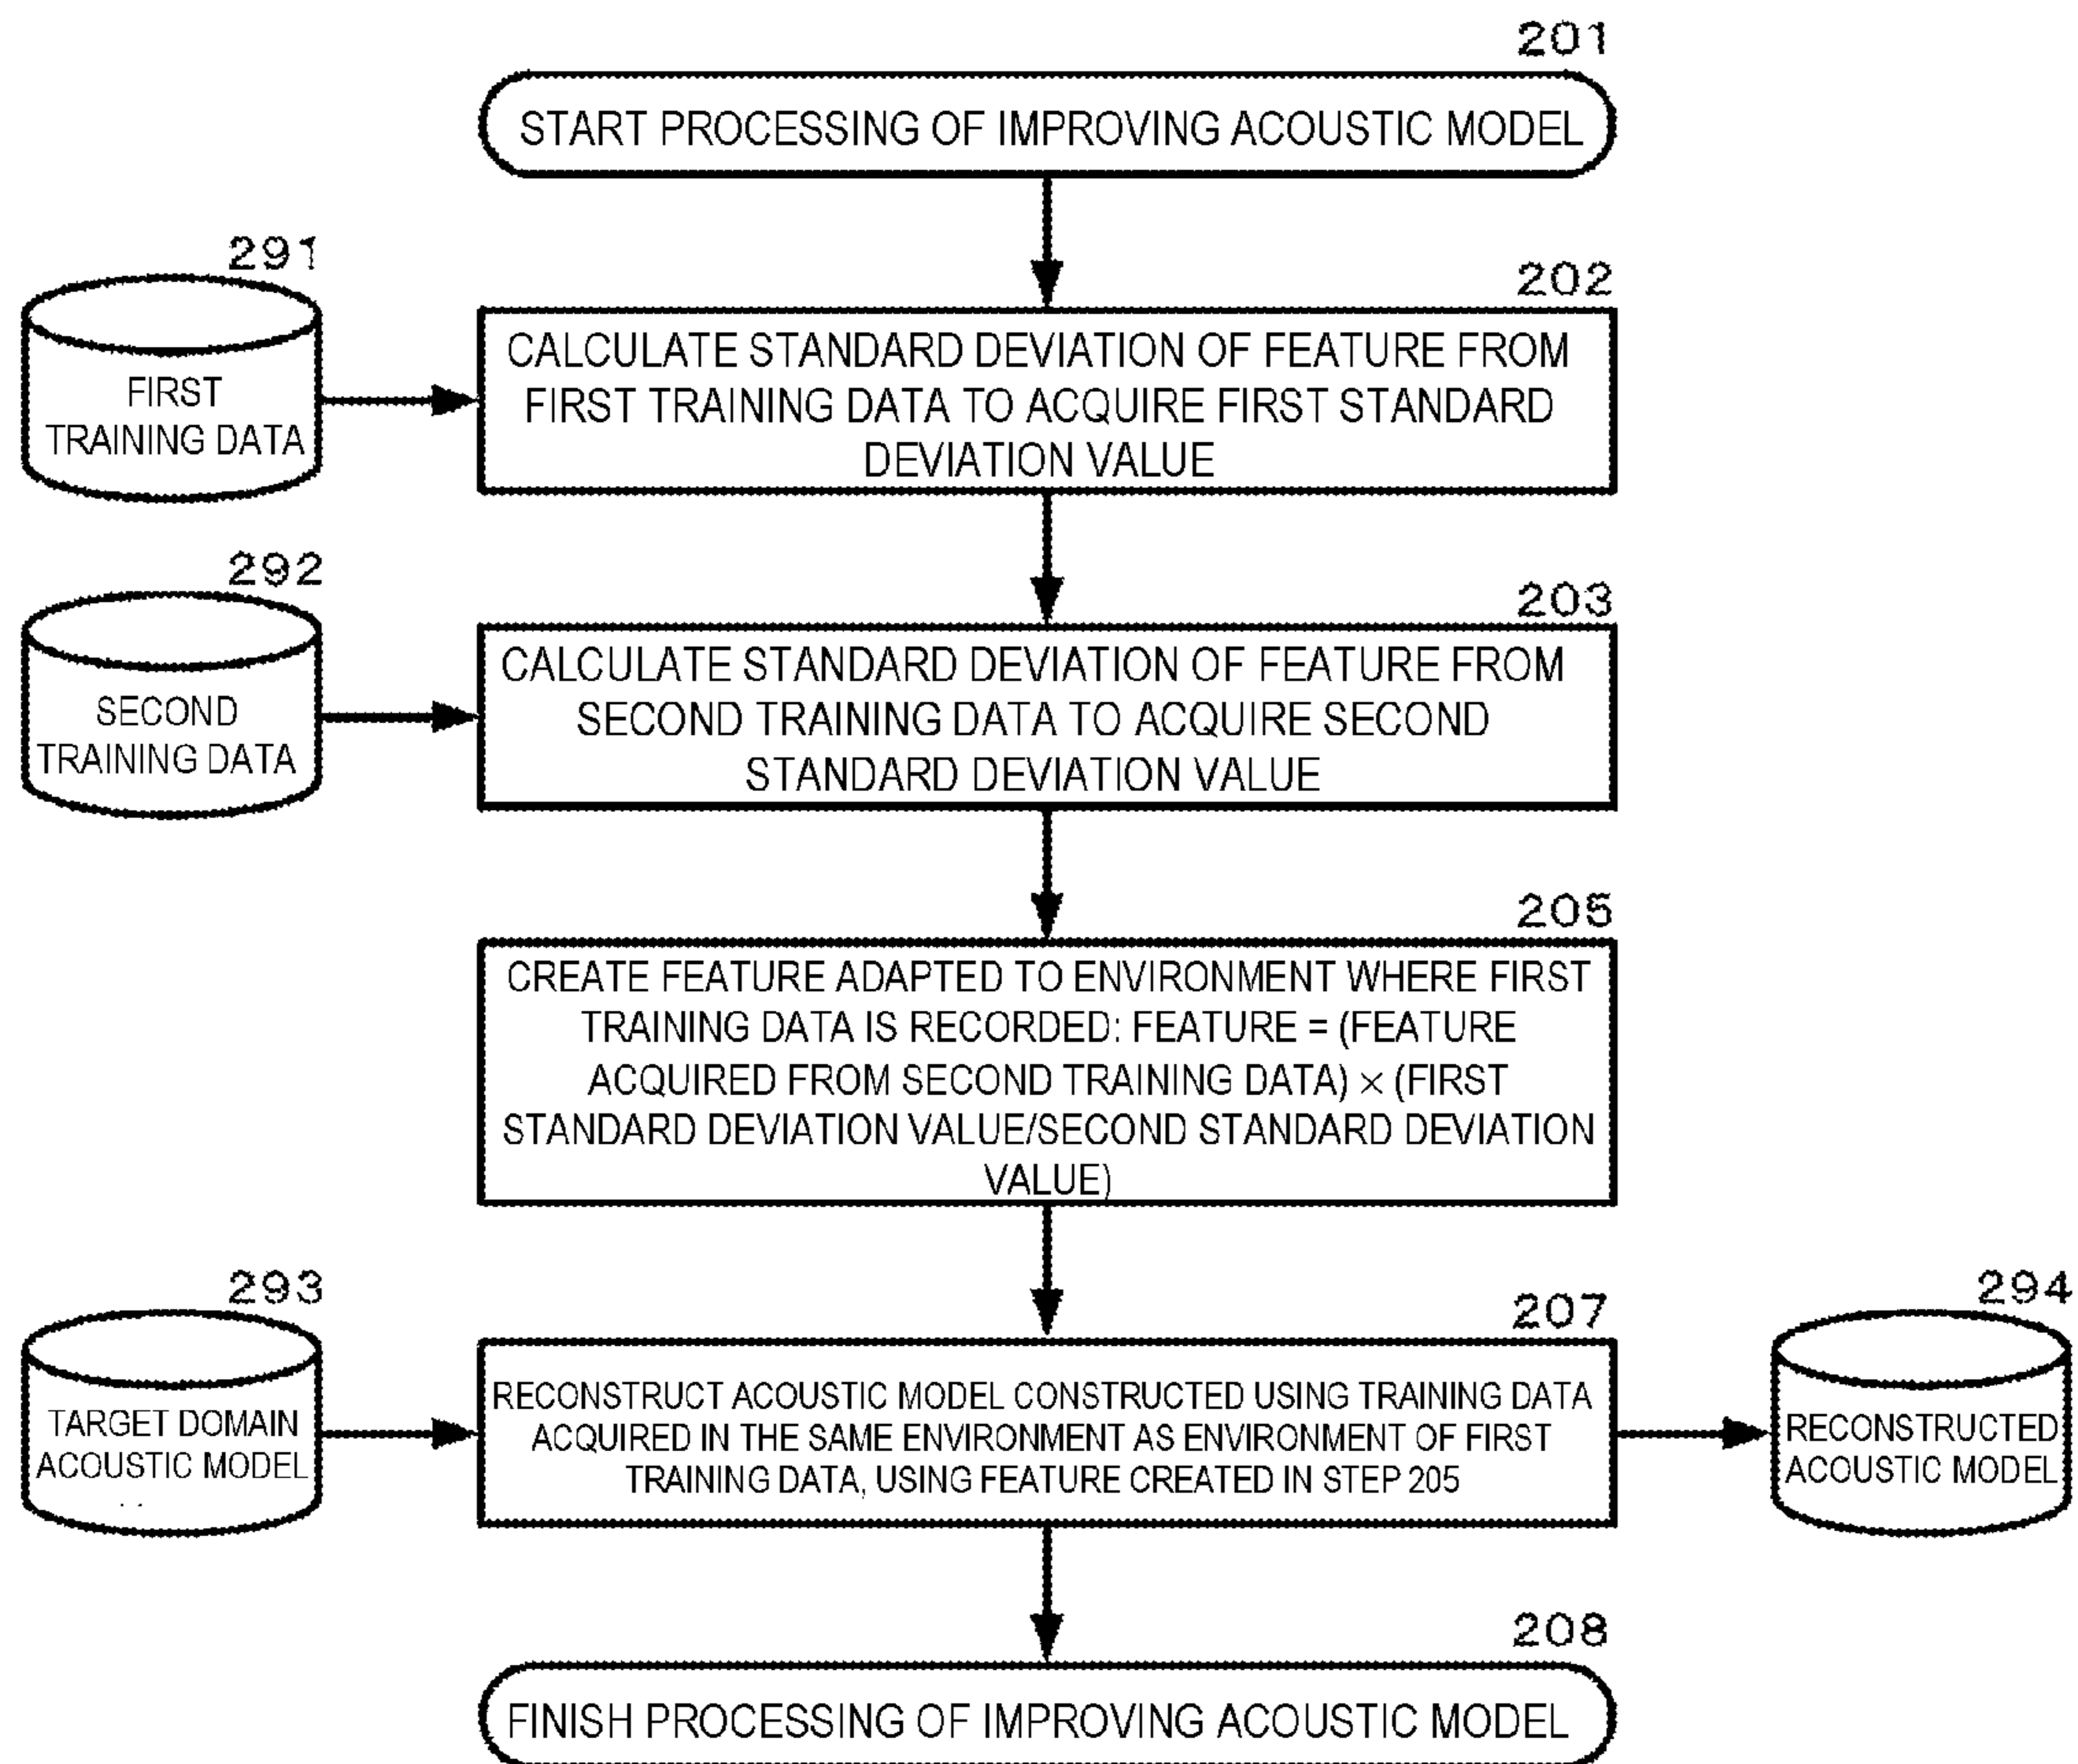 201
START PROCESSING OF IMPROVING ACOUSTIC MODEL
291
FIRST
TRAINING DATA
202
CALCULATE STANDARD DEVIATION OF FEATURE FROM
FIRST TRAINING DATA TO ACQUIRE FIRST STANDARD
DEVIATION VALUE
292
SECOND
TRAINING DATA
203
CALCULATE STANDARD DEVIATION OF FEATURE FROM
SECOND TRAINING DATA TO ACQUIRE SECOND
STANDARD DEVIATION VALUE
205
CREATE FEATURE ADAPTED TO ENVIRONMENT WHERE FIRST
TRAINING DATA IS RECORDED: FEATURE = (FEATURE
ACQUIRED FROM SECOND TRAINING DATA) × (FIRST
STANDARD DEVIATION VALUE/SECOND STANDARD DEVIATION
VALUE)
293
TARGET DOMAIN
ACOUSTIC MODEL
207
RECONSTRUCT ACOUSTIC MODEL CONSTRUCTED USING TRAINING DATA
ACQUIRED IN THE SAME ENVIRONMENT AS ENVIRONMENT OF FIRST
TRAINING DATA, USING FEATURE CREATED IN STEP 205
294
RECONSTRUCTED
ACOUSTIC MODEL
208
FINISH PROCESSING OF IMPROVING ACOUSTIC MODEL